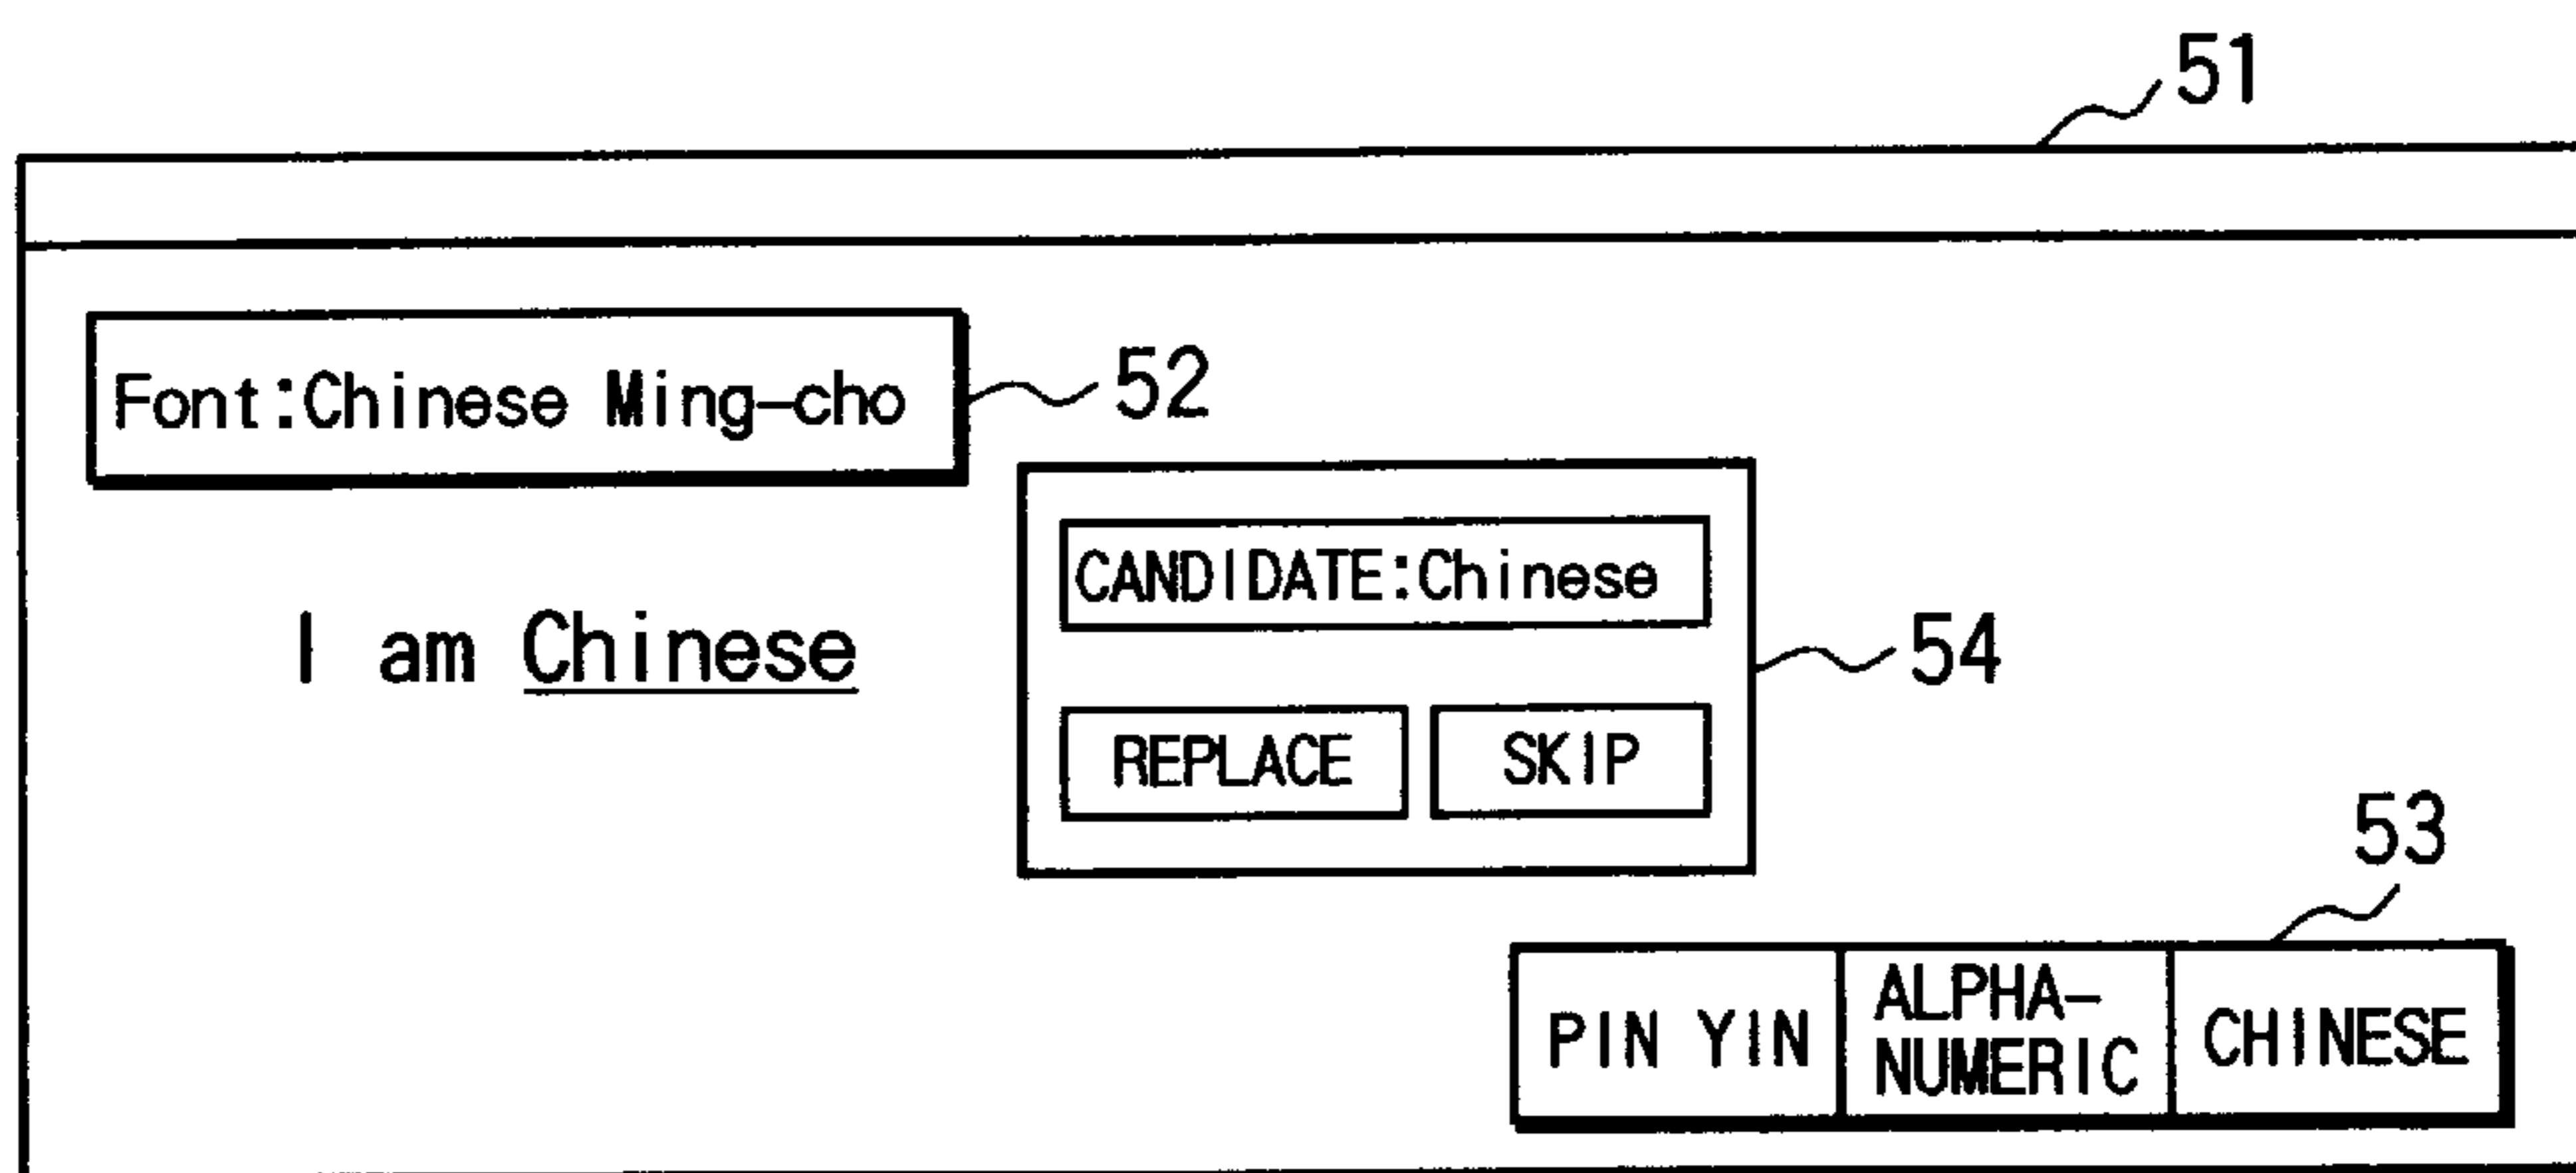 51
Font:Chinese Ming-cho
52
CANDIDATE:Chinese
I am Chinese
54
REPLACE
SKIP
53
PIN YIN
ALPHA-
NUMERIC
CHINESE